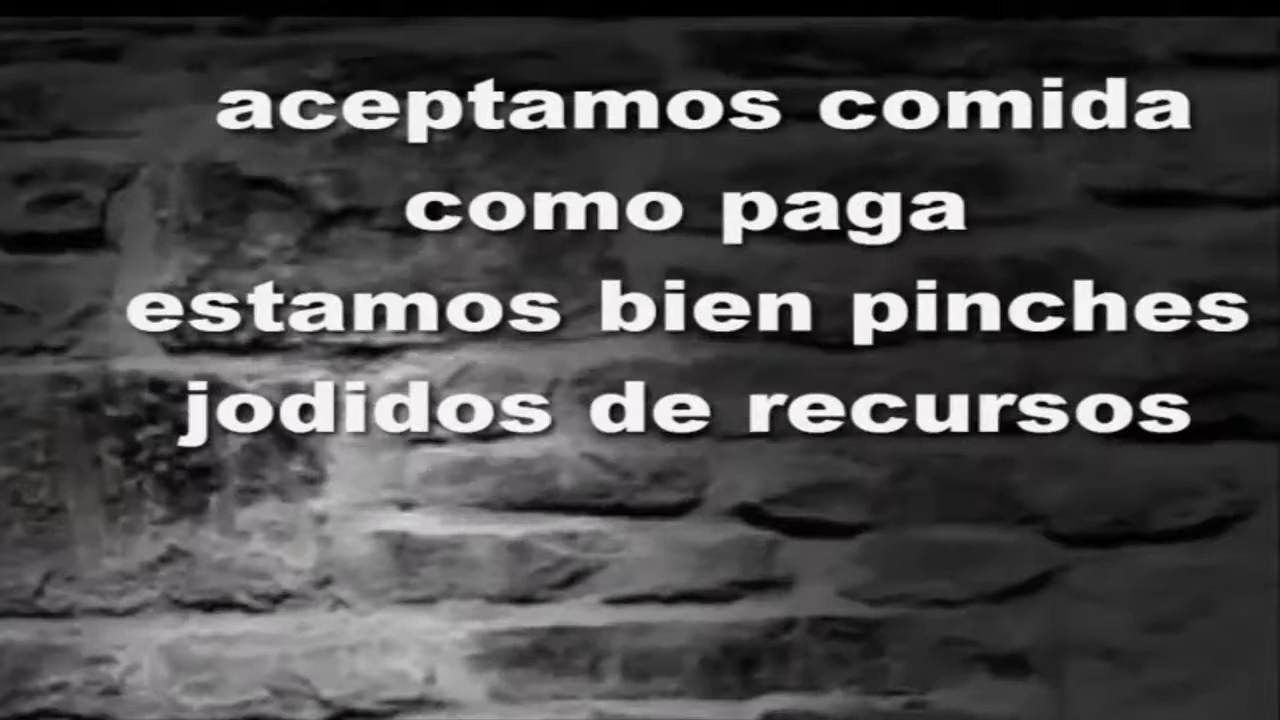 aceptamos comida
como paga
estamos bien pinches
jodidos de recursos